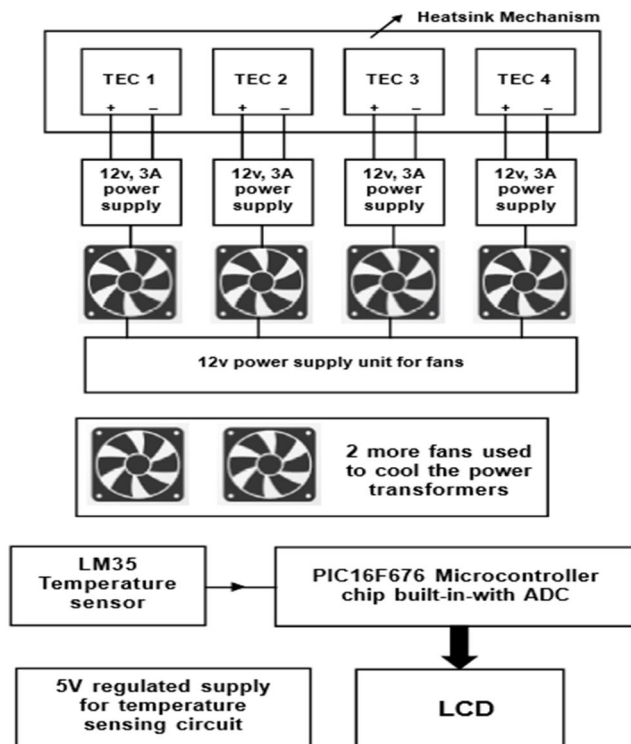 Heatsink Mechanism
TEC 1
TEC 2
TEC 3
TEC 4
+ –
+ –
+ –
+ –
12v, 3A
power
supply
12v, 3A
power
supply
12v, 3A
power
supply
12v, 3A
power
supply
12v power supply unit for fans
2 more fans used
to cool the power
transformers
LM35
Temperature
sensor
PIC16F676 Microcontroller
chip built-in-with ADC
5V regulated supply
for temperature
sensing circuit
LCD